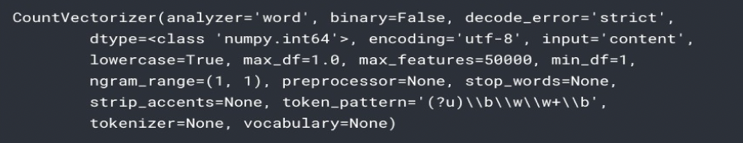 CountVectorizer(analyzer='word', binary=False, decode_error='strict',
dtype=<class 'numpy.int64'>, encoding='utf-8', input='content',
lowercase=True, max_df=1.0, max_features=50000, min_df=1,
ngram_range=(1, 1), preprocessor=None, stop_words=None,
strip_accents=None, token_pattern='(?u)\\b\\w\\w+\\b',
tokenizer=None, vocabulary=None)